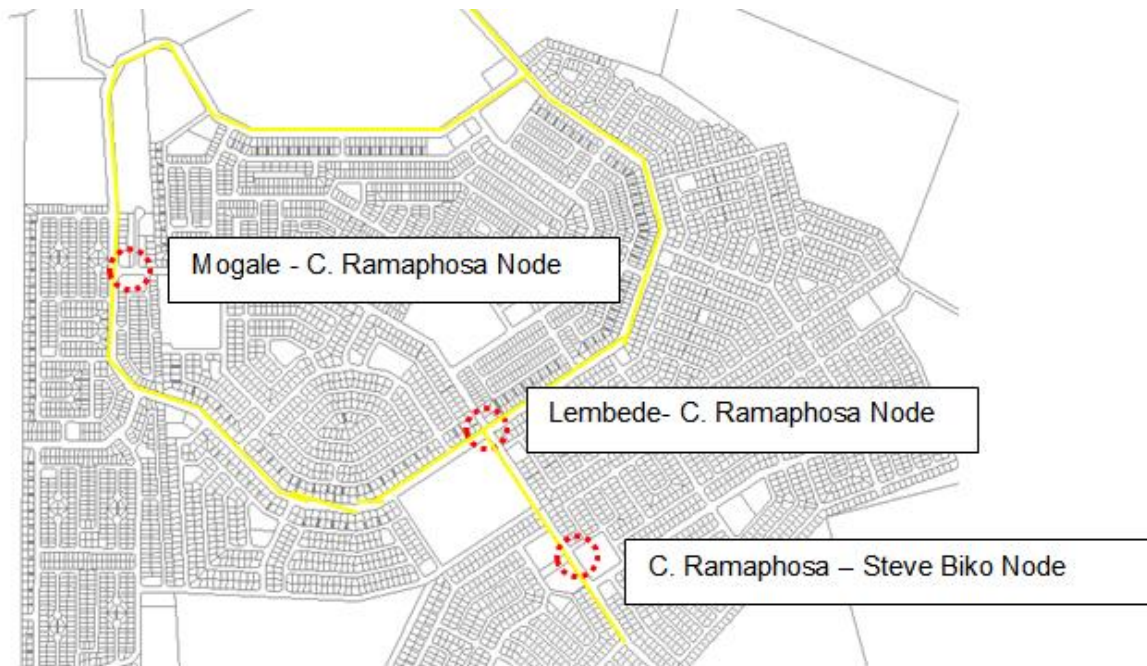 Mogale - C. Ramaphosa Node
Lembede- C. Ramaphosa Node
C. Ramaphosa – Steve Biko Node